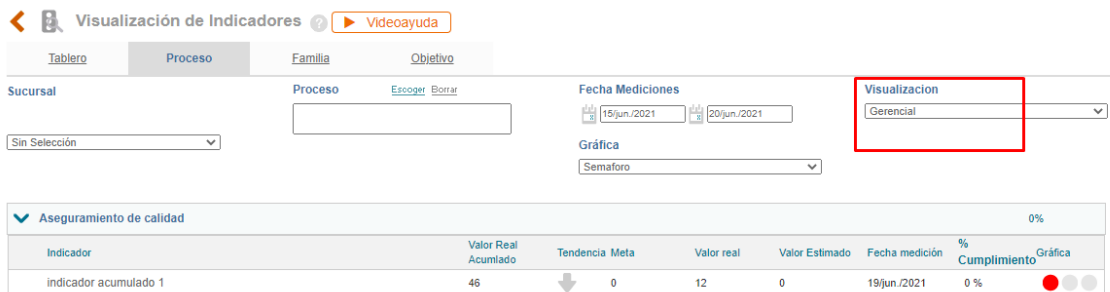 Visualización de Indicadores ? Videoayuda
Tablero Proceso Familia Objetivo
Sucursal Proceso Escoger Borrar Fecha Mediciones Visualizacion
15/jun./2021 20/jun./2021 Gerencial
Sin Selección Gráfica
Semaforo
Aseguramiento de calidad 0%
Indicador Valor Real Acumlado Tendencia Meta Valor real Valor Estimado Fecha medición % Cumplimiento Gráfica
indicador acumulado 1 46 0 12 0 19/jun./2021 0 %